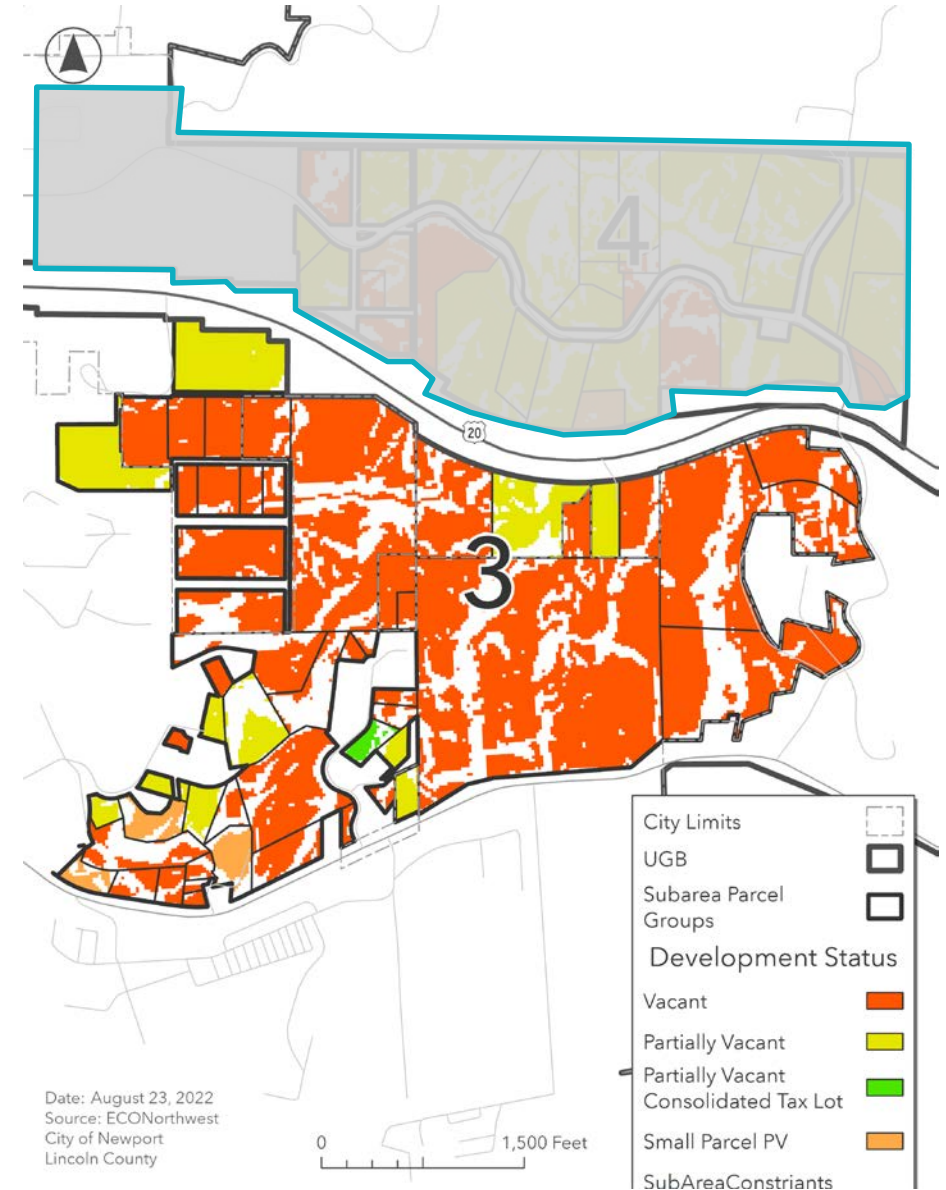 4
20
3
City Limits
UGB
Subarea Parcel
Groups
Development Status
Vacant
Partially Vacant
Partially Vacant
Consolidated Tax Lot
Small Parcel PV
SubAreaConstriants
Date: August 23, 2022
Source: ECONorthwest
City of Newport
Lincoln County
0 1,500 Feet